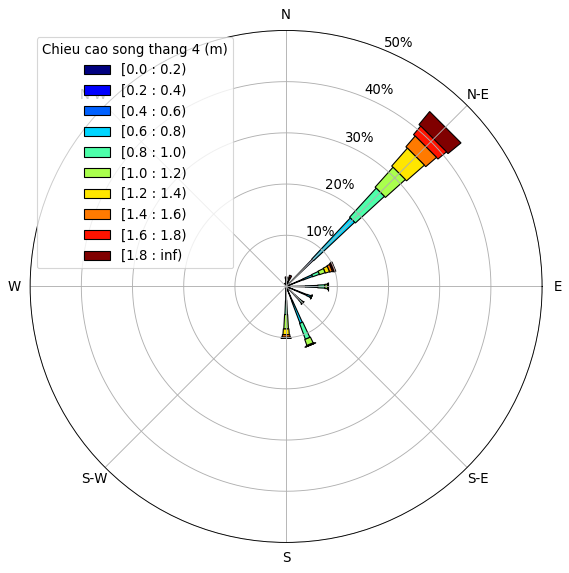 N
50%
Chieu cao song thang 4 (m)
[0.0 : 0.2)
[0.2 : 0.4)
[0.4 : 0.6)
[0.6 : 0.8)
[0.8 : 1.0)
[1.0 : 1.2)
[1.2 : 1.4)
[1.4 : 1.6)
[1.6 : 1.8)
[1.8 : inf)
N-W
40%
N-E
30%
20%
10%
W
E
S-W
S-E
S